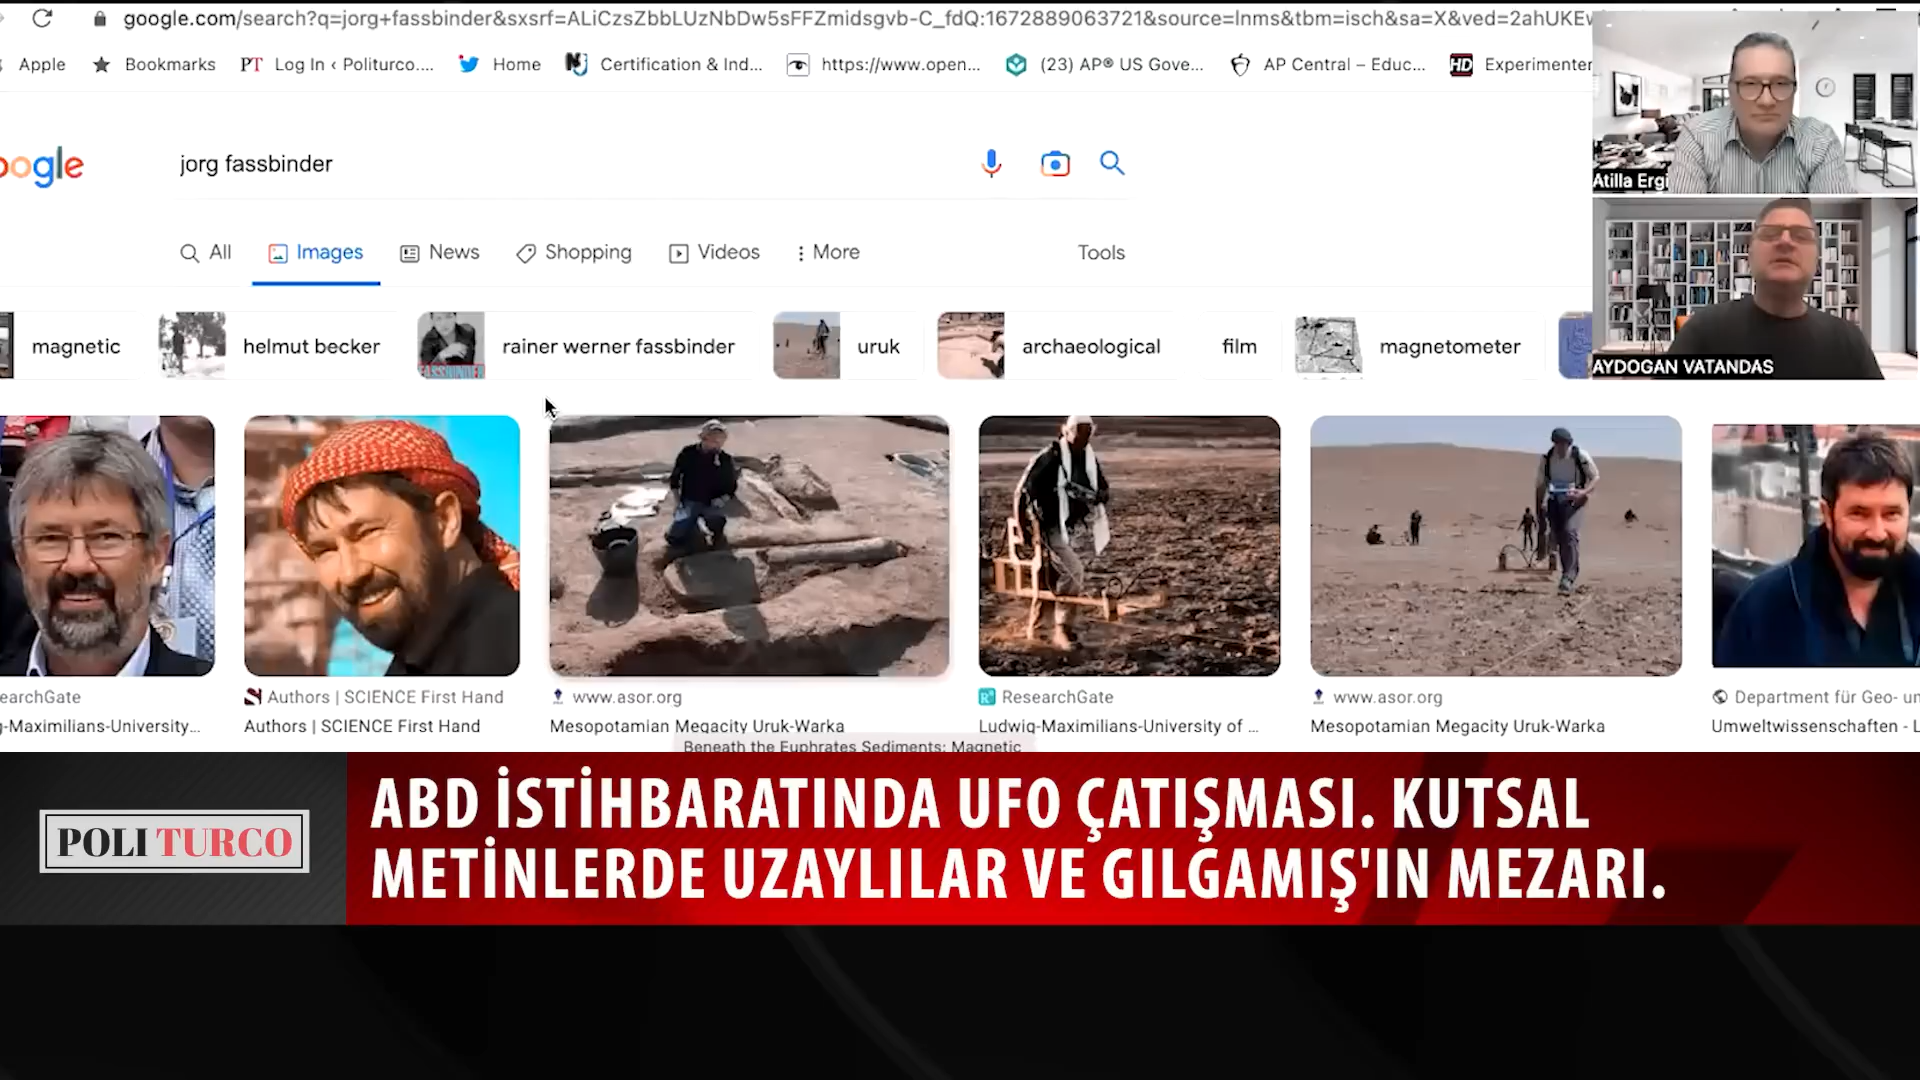 google.com/search?q=jorg+fassbinder&sxsrf=ALiCzsZbbLUzNbDw5sFFZmidsgvb-C_fdQ:1672889063721&source=lnms&tbm=isch&sa=X&ved=2ahUKEw
Apple Bookmarks PT Log In ‹ Politurco.... Home Certification & Ind... https://www.open... (23) AP® US Gove... AP Central – Educ... HD Experimenter
Atilla Ergi
AYDOGAN VATANDAS
oogle jorg fassbinder
All Images News Shopping Videos More Tools
magnetic helmut becker FASSBINDER rainer werner fassbinder uruk archaeological film magnetometer
earchGate Authors | SCIENCE First Hand www.asor.org ResearchGate www.asor.org Department für Geo- un
g-Maximilians-University... Authors | SCIENCE First Hand Mesopotamian Megacity Uruk-Warka Ludwig-Maximilians-University of ... Mesopotamian Megacity Uruk-Warka Umweltwissenschaften - L
Beneath the Euphrates Sediments: Magnetic
POLITURCO
ABD İSTİHBARATINDA UFO ÇATIŞMASI. KUTSAL
METİNLERDE UZAYLILAR VE GILGAMIŞ'IN MEZARI.